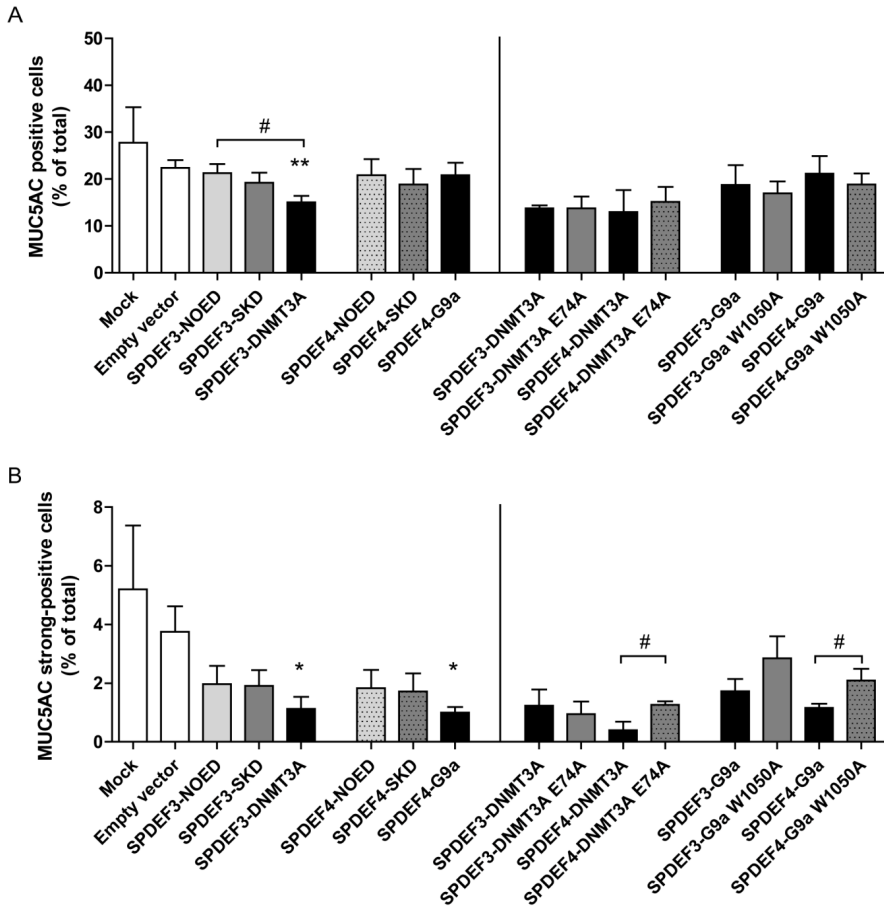 A
MUC5AC positive cells
(% of total)
50
40
30
20
10
0
#
**
Mock
Empty vector
SPDEF3-NOED
SPDEF3-SKD
SPDEF3-DNMT3A
SPDEF4-NOED
SPDEF4-SKD
SPDEF4-G9a
SPDEF3-DNMT3A
SPDEF3-DNMT3A E74A
SPDEF4-DNMT3A
SPDEF4-DNMT3A E74A
SPDEF3-G9a
SPDEF3-G9a W1050A
SPDEF4-G9a
SPDEF4-G9a W1050A
B
MUC5AC strong-positive cells
(% of total)
8
6
4
2
0
*
*
#
#
Mock
Empty vector
SPDEF3-NOED
SPDEF3-SKD
SPDEF3-DNMT3A
SPDEF4-NOED
SPDEF4-SKD
SPDEF4-G9a
SPDEF3-DNMT3A
SPDEF3-DNMT3A E74A
SPDEF4-DNMT3A
SPDEF4-DNMT3A E74A
SPDEF3-G9a
SPDEF3-G9a W1050A
SPDEF4-G9a
SPDEF4-G9a W1050A